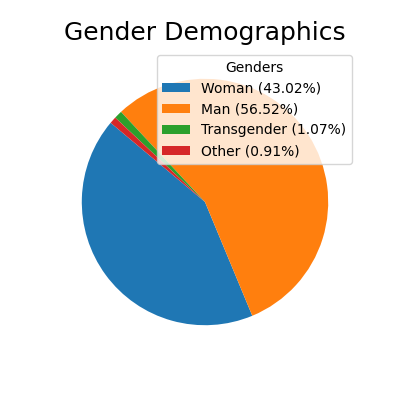 Gender Demographics
Genders
Woman (43.02%)
Man (56.52%)
Transgender (1.07%)
Other (0.91%)